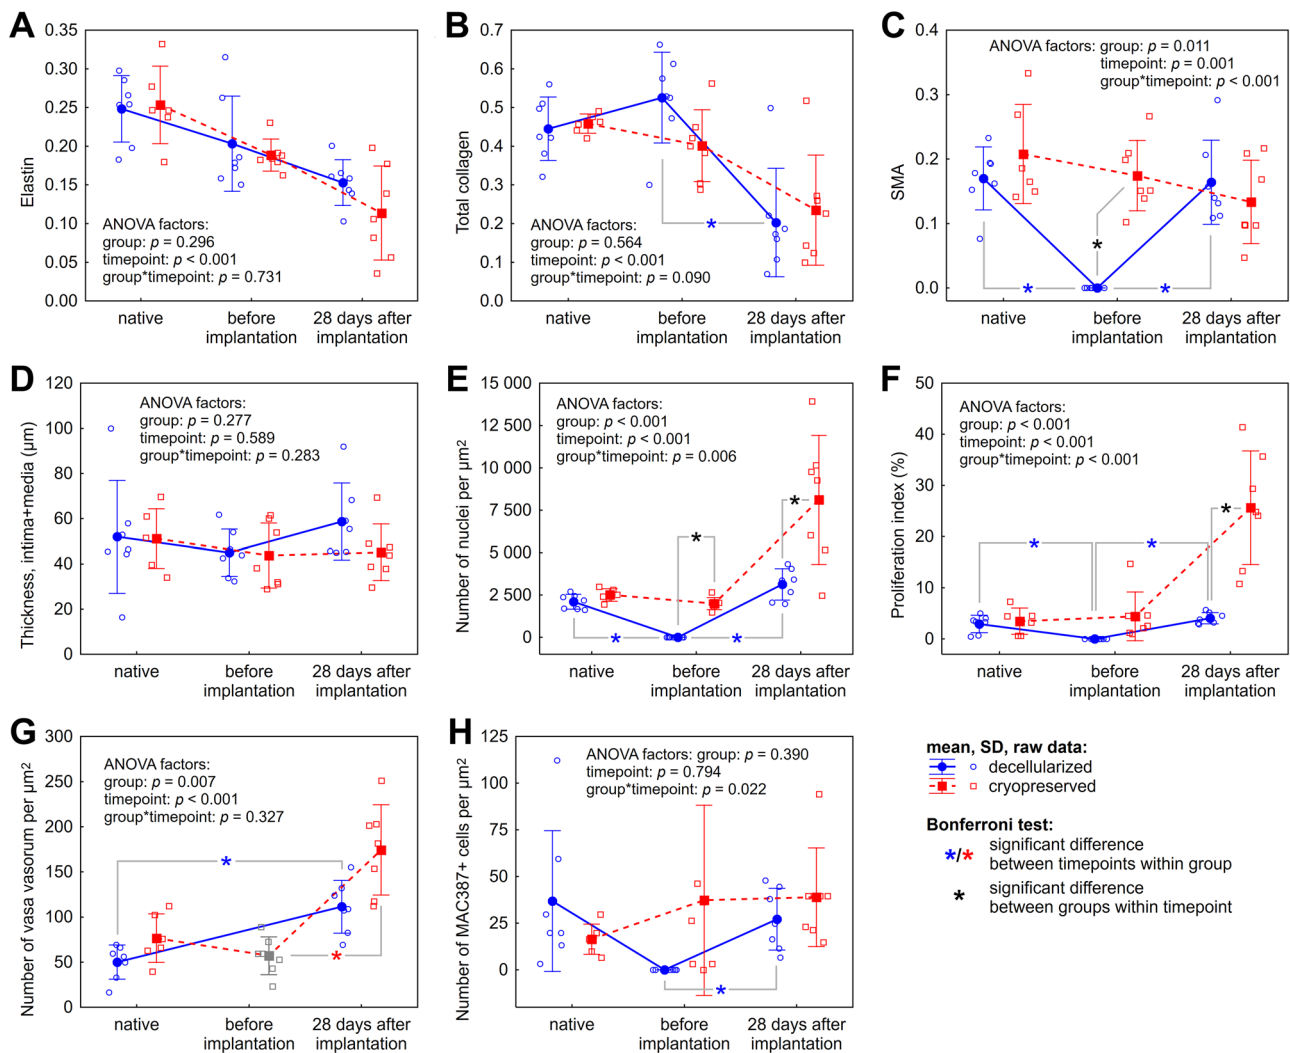 A
Elastin
0.35
0.30
0.25
0.20
0.15
0.10
0.05
0.00
ANOVA factors:
group: p = 0.296
timepoint: p < 0.001
group*timepoint: p = 0.731
native
before
implantation
28 days after
implantation
B
Total collagen
0.7
0.6
0.5
0.4
0.3
0.2
0.1
0.0
ANOVA factors:
group: p = 0.564
timepoint: p < 0.001
group*timepoint: p = 0.090
*
native
before
implantation
28 days after
implantation
C
SMA
0.4
0.3
0.2
0.1
0.0
ANOVA factors: group: p = 0.011
timepoint: p = 0.001
group*timepoint: p < 0.001
*
*
*
native
before
implantation
28 days after
implantation
D
Thickness, intima+media (µm)
120
100
80
60
40
20
0
ANOVA factors:
group: p = 0.277
timepoint: p = 0.589
group*timepoint: p = 0.283
native
before
implantation
28 days after
implantation
E
Number of nuclei per µm²
15 000
12 500
10 000
7 500
5 000
2 500
0
ANOVA factors:
group: p < 0.001
timepoint: p < 0.001
group*timepoint: p = 0.006
*
*
*
*
native
before
implantation
28 days after
implantation
F
Proliferation index (%)
50
40
30
20
10
0
ANOVA factors:
group: p < 0.001
timepoint: p < 0.001
group*timepoint: p < 0.001
*
*
*
native
before
implantation
28 days after
implantation
G
Number of vasa vasorum per µm²
300
250
200
150
100
50
0
ANOVA factors:
group: p = 0.007
timepoint: p < 0.001
group*timepoint: p = 0.327
*
*
native
before
implantation
28 days after
implantation
H
Number of MAC387+ cells per µm²
125
100
75
50
25
0
ANOVA factors: group: p = 0.390
timepoint: p = 0.794
group*timepoint: p = 0.022
*
native
before
implantation
28 days after
implantation
mean, SD, raw data:
decellularized
cryopreserved
Bonferroni test:
*/* significant difference
between timepoints within group
* significant difference
between groups within timepoint